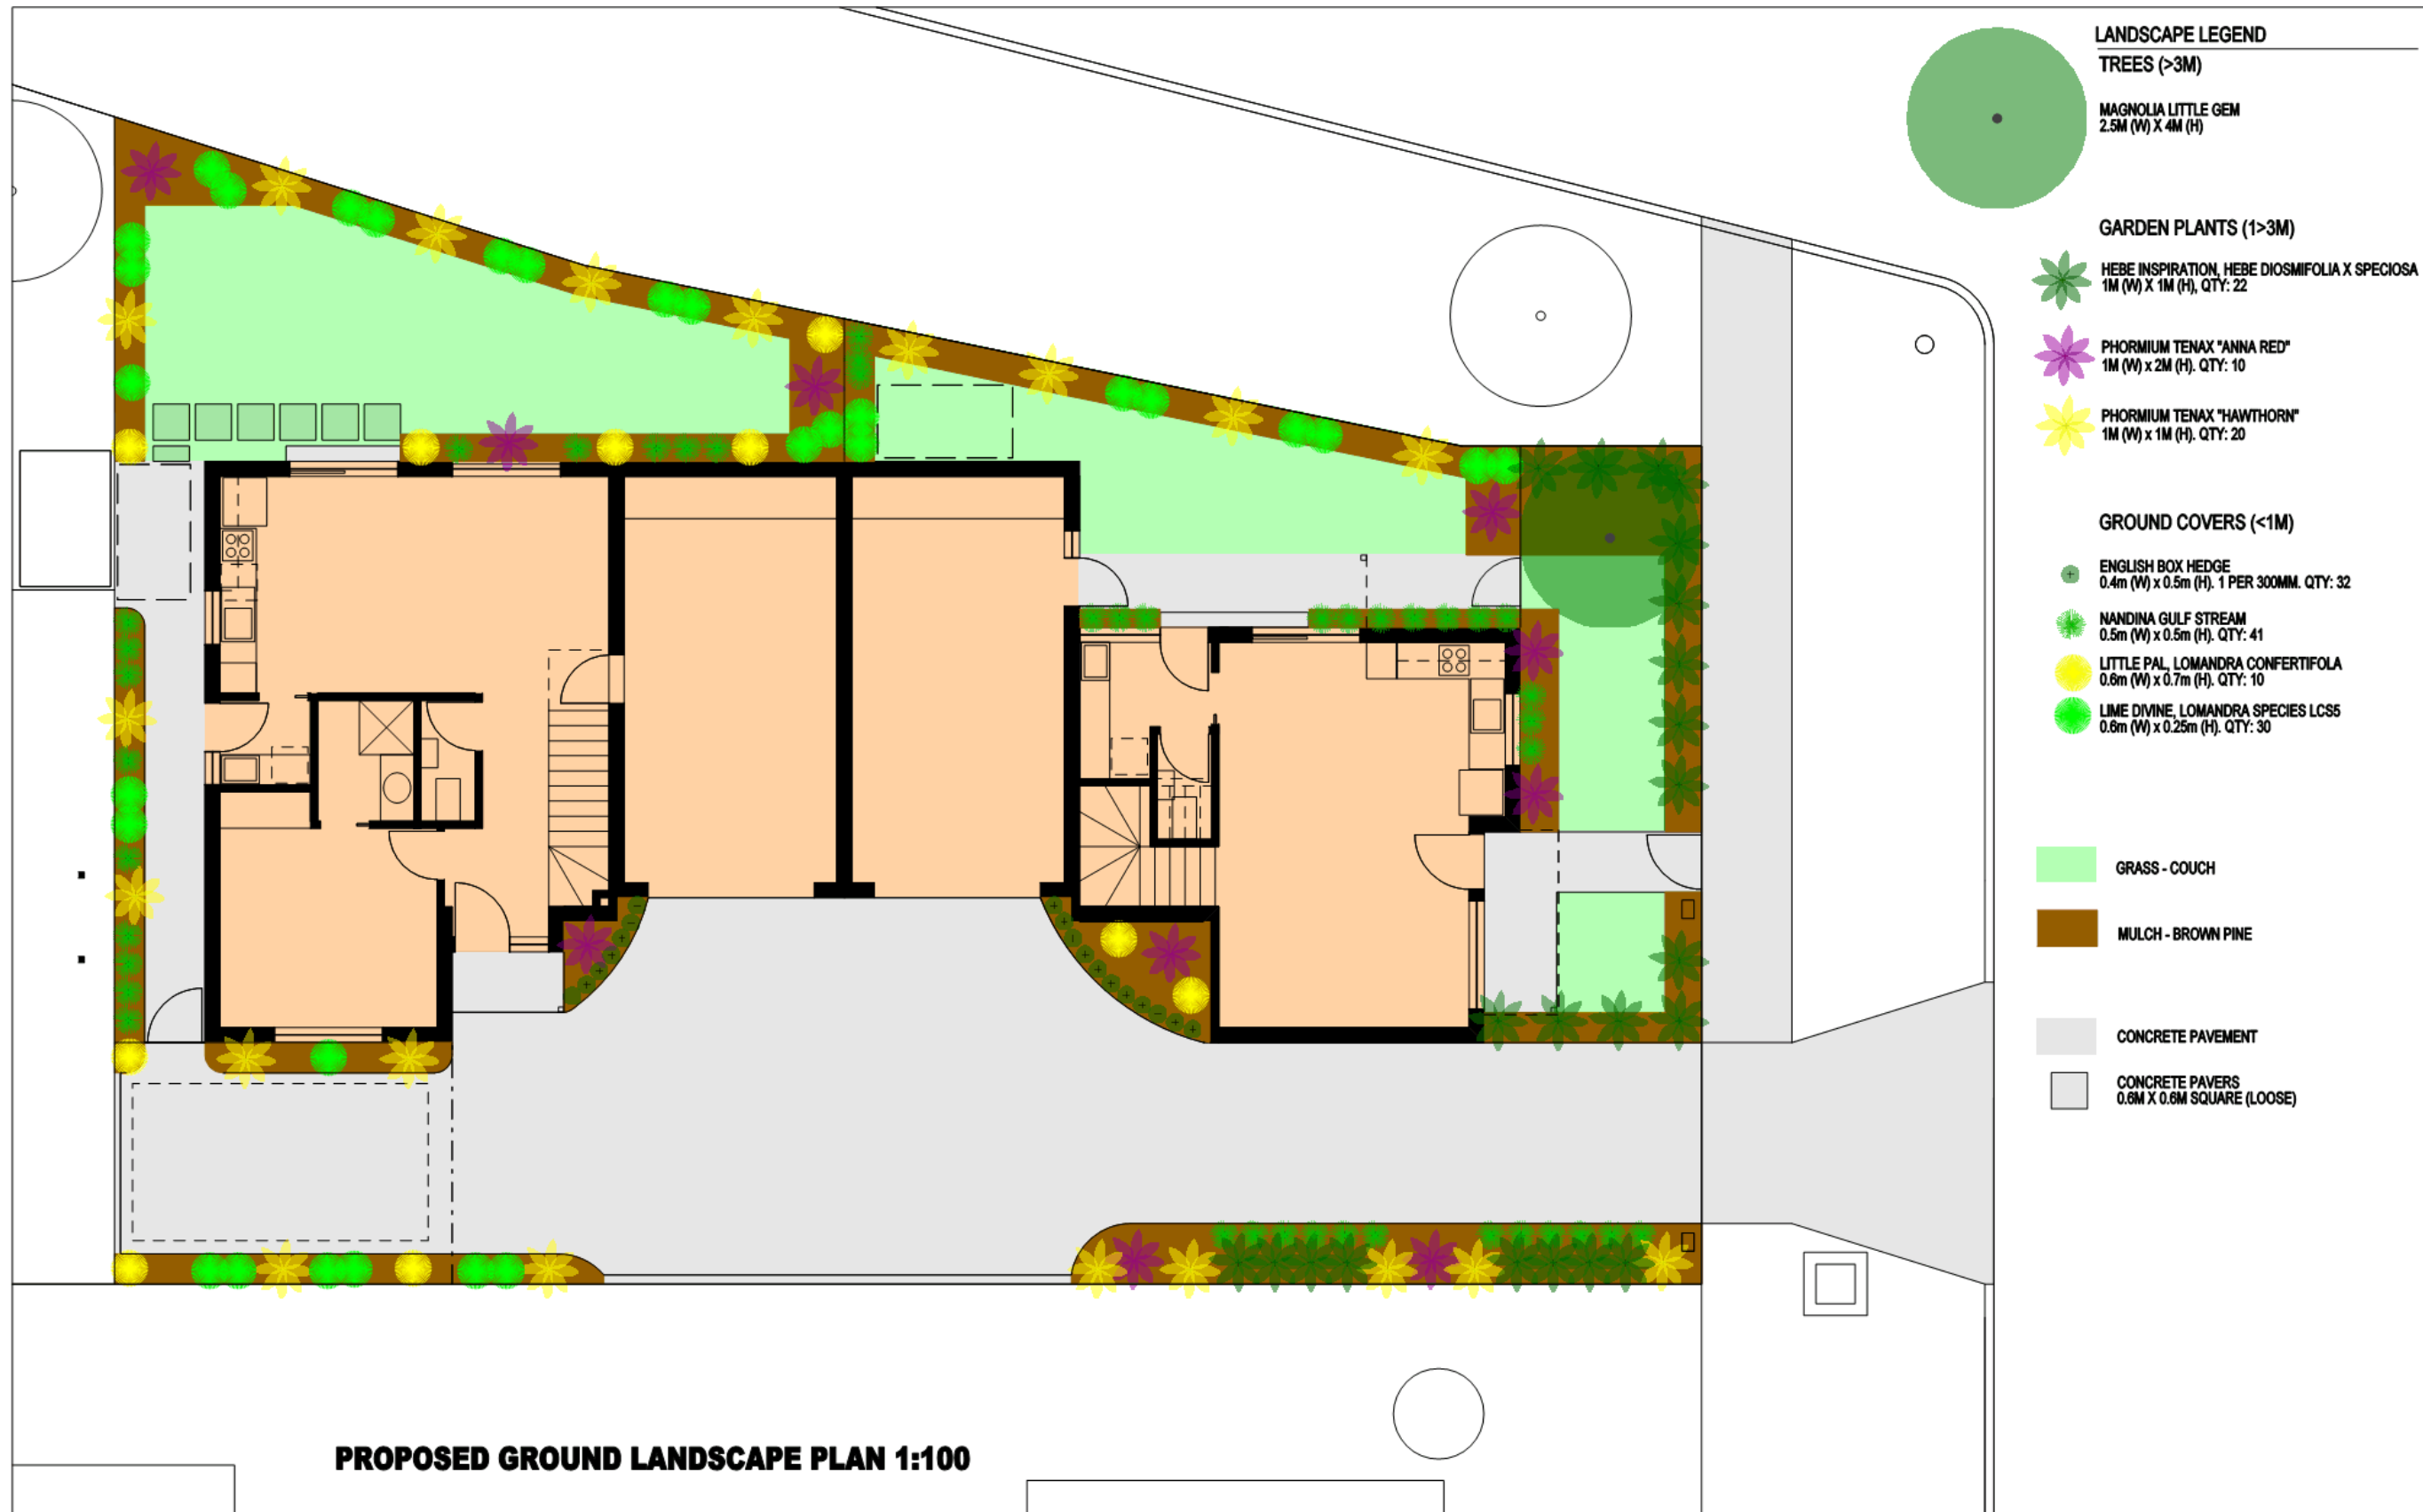 LANDSCAPE LEGEND
TREES (>3M)
MAGNOLIA LITTLE GEM
2.5M (W) X 4M (H)
GARDEN PLANTS (1>3M)
HEBE INSPIRATION, HEBE DIOSMIFOLIA X SPECIOSA
1M (W) X 1M (H), QTY: 22
PHORMIUM TENAX "ANNA RED"
1M (W) x 2M (H). QTY: 10
PHORMIUM TENAX "HAWTHORN"
1M (W) x 1M (H). QTY: 20
GROUND COVERS (<1M)
ENGLISH BOX HEDGE
0.4m (W) x 0.5m (H). 1 PER 300MM. QTY: 32
NANDINA GULF STREAM
0.5m (W) x 0.5m (H). QTY: 41
LITTLE PAL, LOMANDRA CONFERTIFOLA
0.6m (W) x 0.7m (H). QTY: 10
LIME DIVINE, LOMANDRA SPECIES LCS5
0.6m (W) x 0.25m (H). QTY: 30
GRASS - COUCH
MULCH - BROWN PINE
CONCRETE PAVEMENT
CONCRETE PAVERS
0.6M X 0.6M SQUARE (LOOSE)
PROPOSED GROUND LANDSCAPE PLAN 1:100